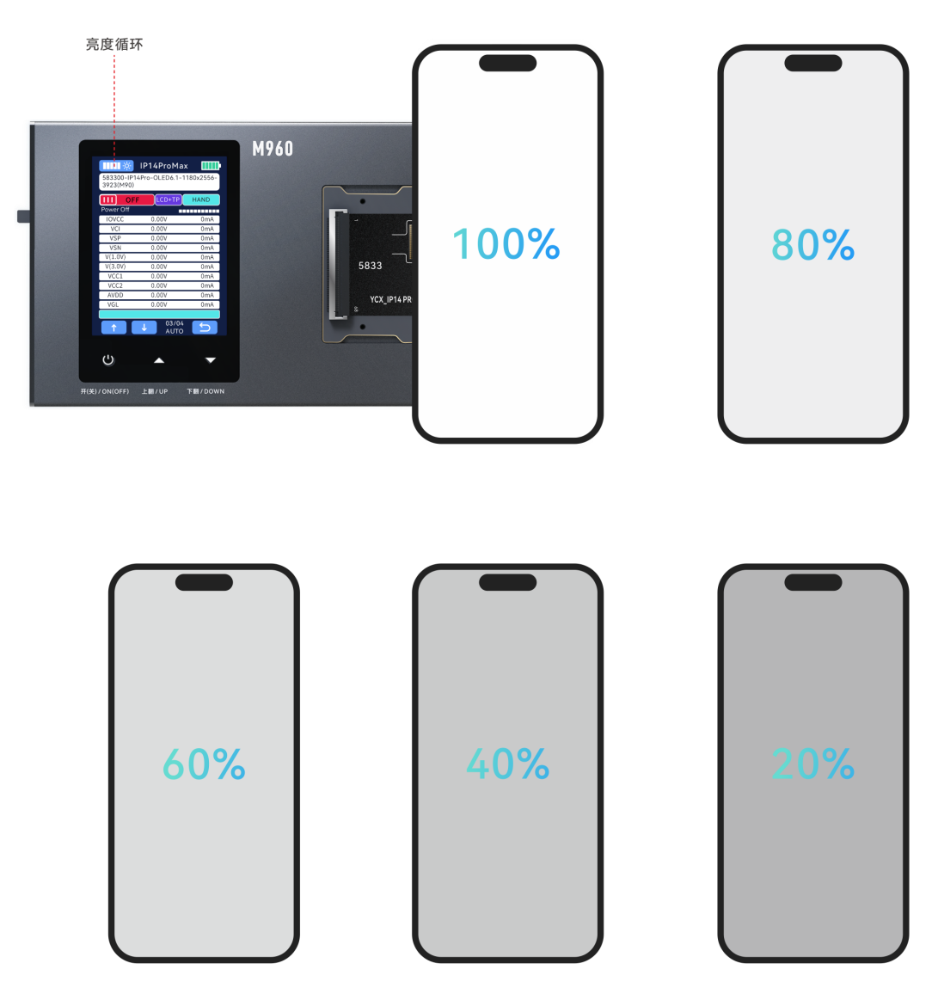 亮度循环
M960
IP14ProMax
583300-IP14Pro-OLED6.1-1180x2556-
3923(M90)
OFF LCD+TP HAND
Power Off
IOVCC 0.00V 0mA
VCI 0.00V 0mA
VSP 0.00V 0mA
VSN 0.00V 0mA
V(1.0V) 0.00V 0mA
V(3.0V) 0.00V 0mA
VCC1 0.00V 0mA
VCC2 0.00V 0mA
AVDD 0.00V 0mA
VGL 0.00V 0mA
03/04
AUTO
开(关)/ON(OFF) 上翻/UP 下翻/DOWN
5833
YCX_IP14 PR
100%
80%
60%
40%
20%